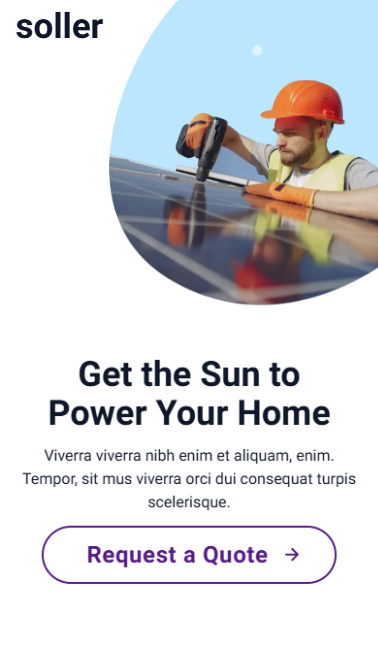 soller
Get the Sun to
Power Your Home
Viverra viverra nibh enim et aliquam, enim.
Tempor, sit mus viverra orci dui consequat turpis
scelerisque.
Request a Quote →